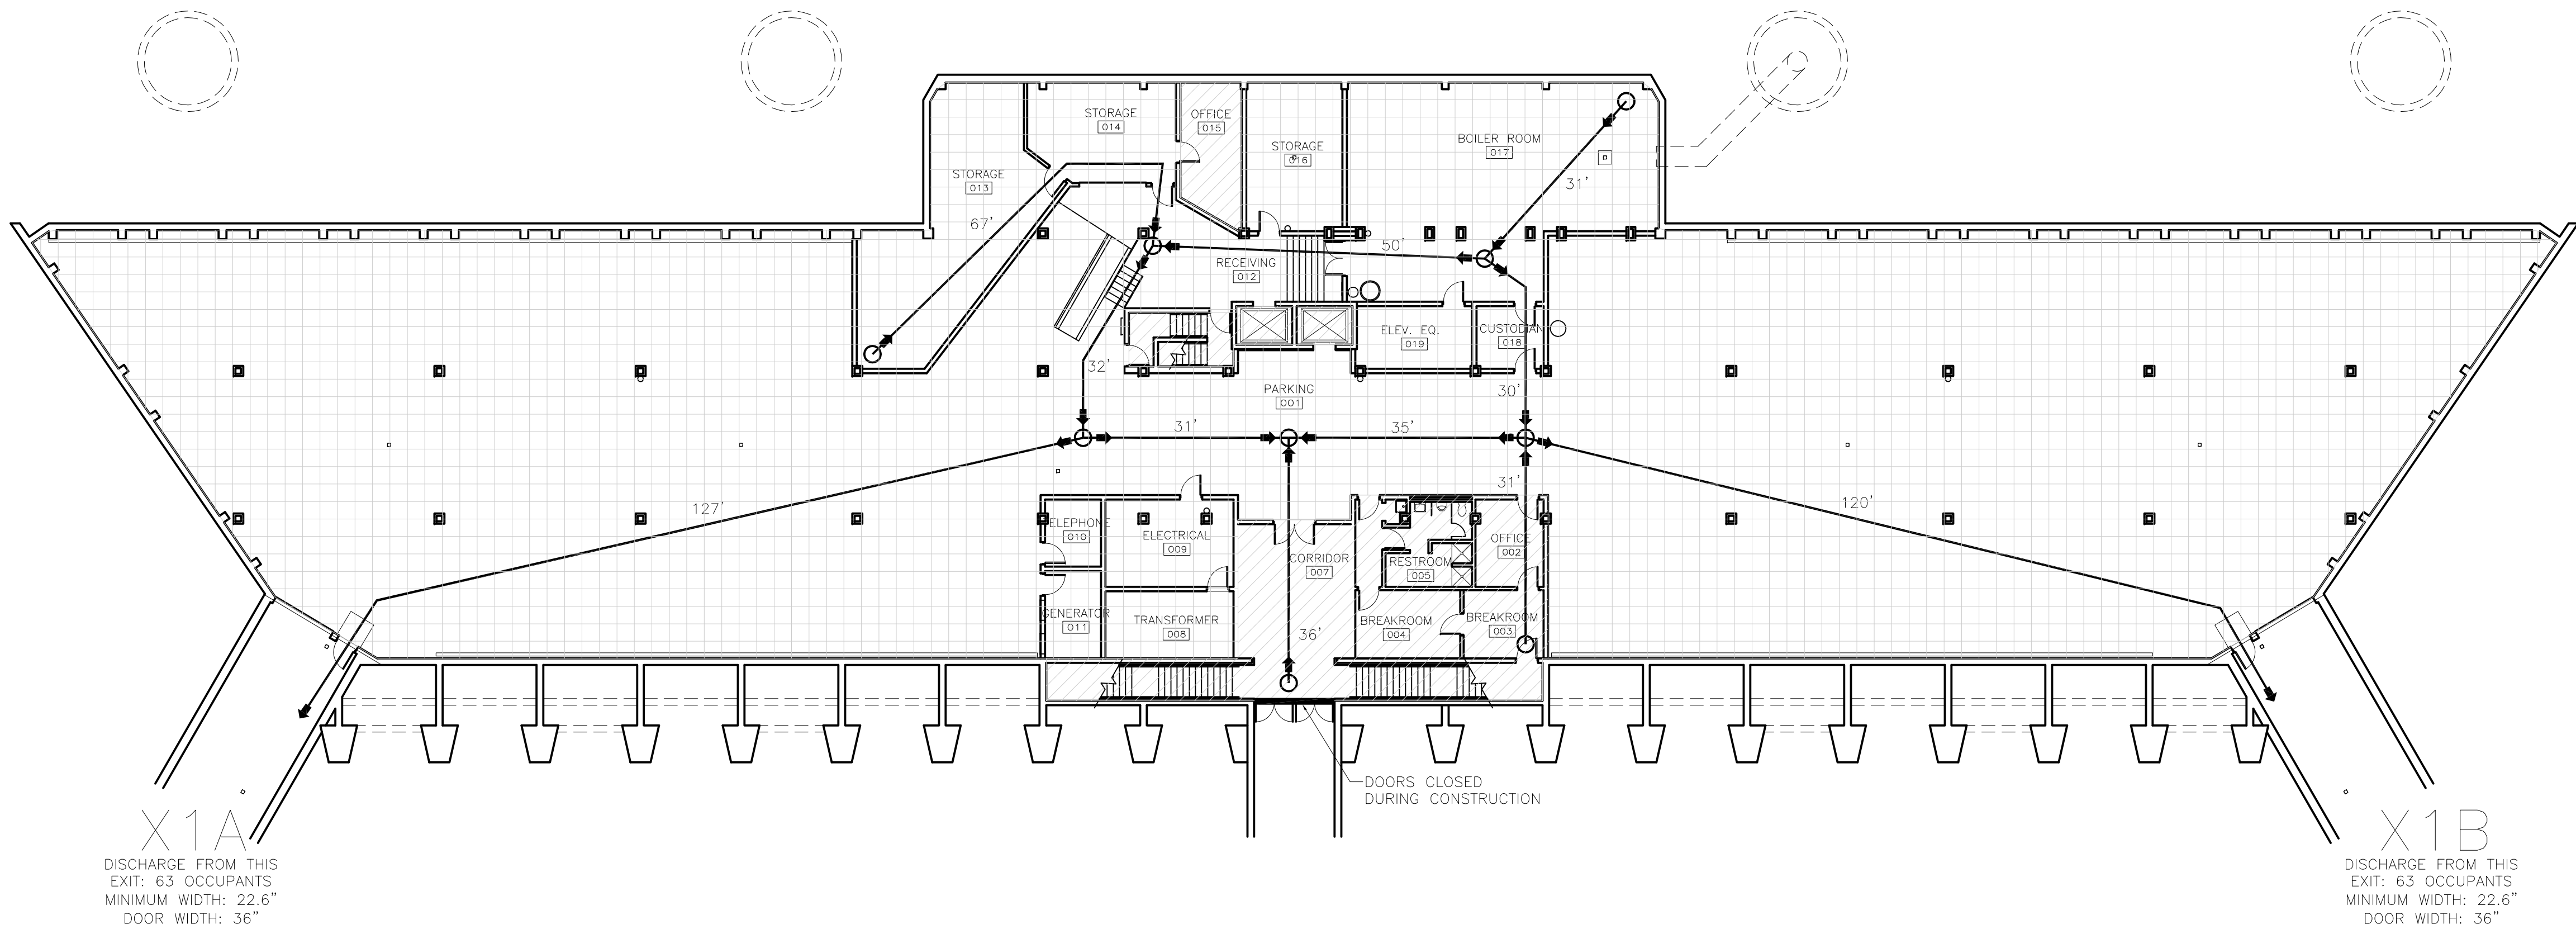 STORAGE
014
OFFICE
015
STORAGE
016
BOILER ROOM
017
STORAGE
013
31'
67'
50'
RECEIVING
012
ELEV. EQ.
019
CUSTODIAN
018
32'
PARKING
001
30'
31'
35'
31'
127'
120'
TELEPHONE
010
ELECTRICAL
009
CORRIDOR
007
RESTROOM
005
OFFICE
002
GENERATOR
011
TRANSFORMER
008
36'
BREAKROOM
004
BREAKROOM
003
DOORS CLOSED
DURING CONSTRUCTION
X1A
DISCHARGE FROM THIS
EXIT: 63 OCCUPANTS
MINIMUM WIDTH: 22.6"
DOOR WIDTH: 36"
X1B
DISCHARGE FROM THIS
EXIT: 63 OCCUPANTS
MINIMUM WIDTH: 22.6"
DOOR WIDTH: 36"